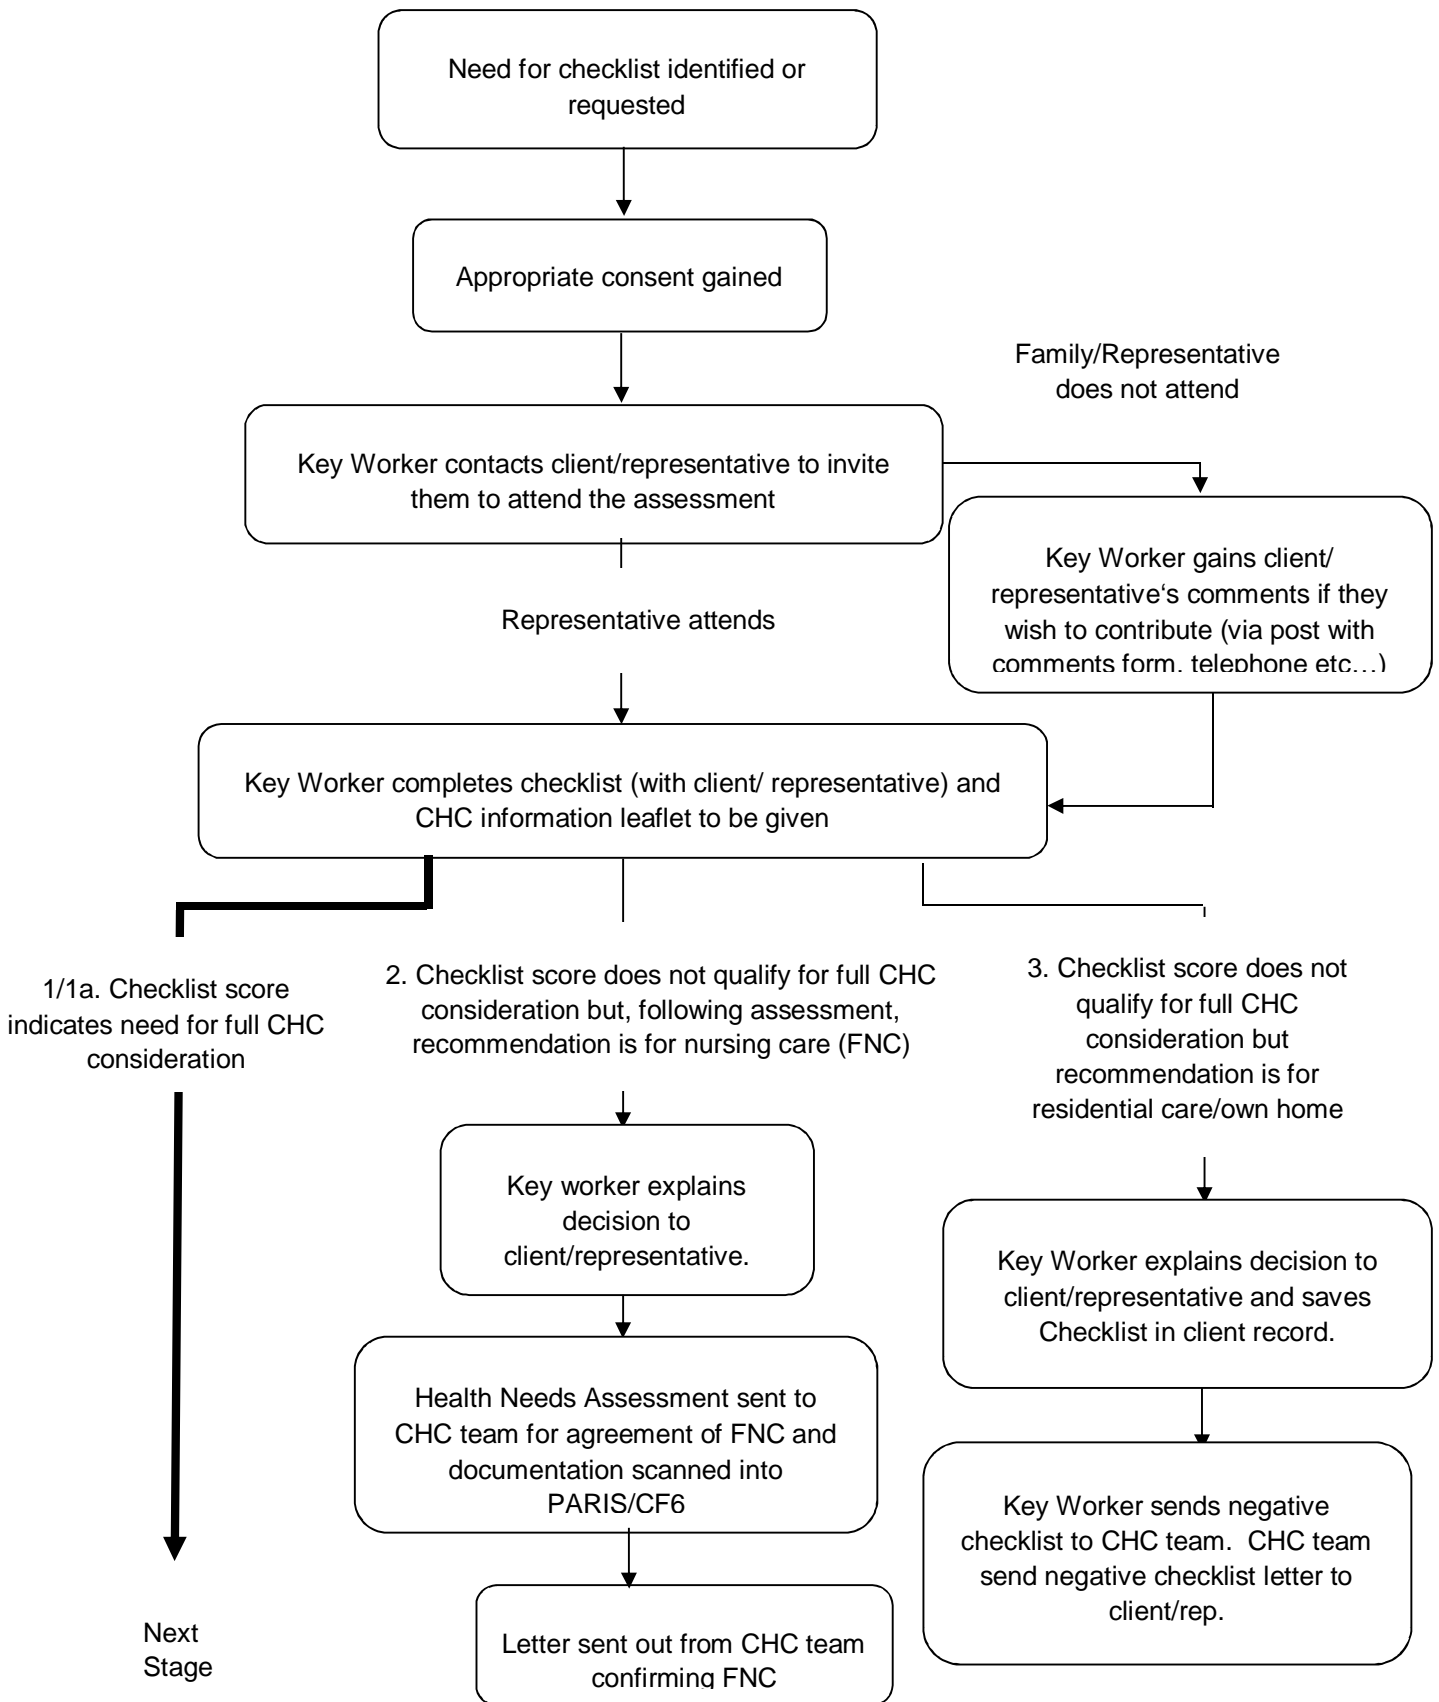 Need for checklist identified or
requested
Appropriate consent gained
Family/Representative
does not attend
Key Worker contacts client/representative to invite
them to attend the assessment
Key Worker gains client/
representative‘s comments if they
wish to contribute (via post with
comments form, telephone etc…)
Representative attends
Key Worker completes checklist (with client/ representative) and
CHC information leaflet to be given
1/1a. Checklist score
indicates need for full CHC
consideration
2. Checklist score does not qualify for full CHC
consideration but, following assessment,
recommendation is for nursing care (FNC)
3. Checklist score does not
qualify for full CHC
consideration but
recommendation is for
residential care/own home
Key worker explains
decision to
client/representative.
Key Worker explains decision to
client/representative and saves
Checklist in client record.
Health Needs Assessment sent to
CHC team for agreement of FNC and
documentation scanned into
PARIS/CF6
Key Worker sends negative
checklist to CHC team.  CHC team
send negative checklist letter to
client/rep.
Next
Stage
Letter sent out from CHC team
confirming FNC